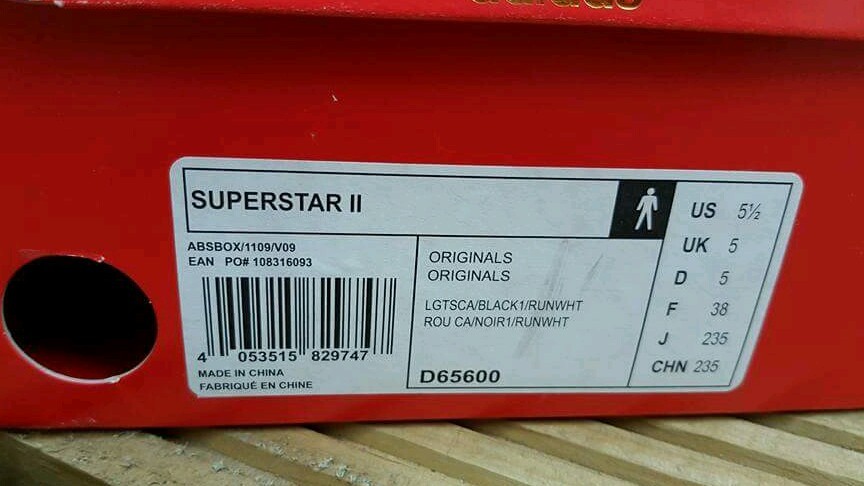 SUPERSTAR II
ABSBOX/1109/V09
EAN PO# 108316093
4 053515 829747
MADE IN CHINA
FABRIQUÉ EN CHINE
ORIGINALS
ORIGINALS
LGTSCA/BLACK1/RUNWHT
ROU CA/NOIR1/RUNWHT
D65600
US 5½
UK 5
D 5
F 38
J 235
CHN 235